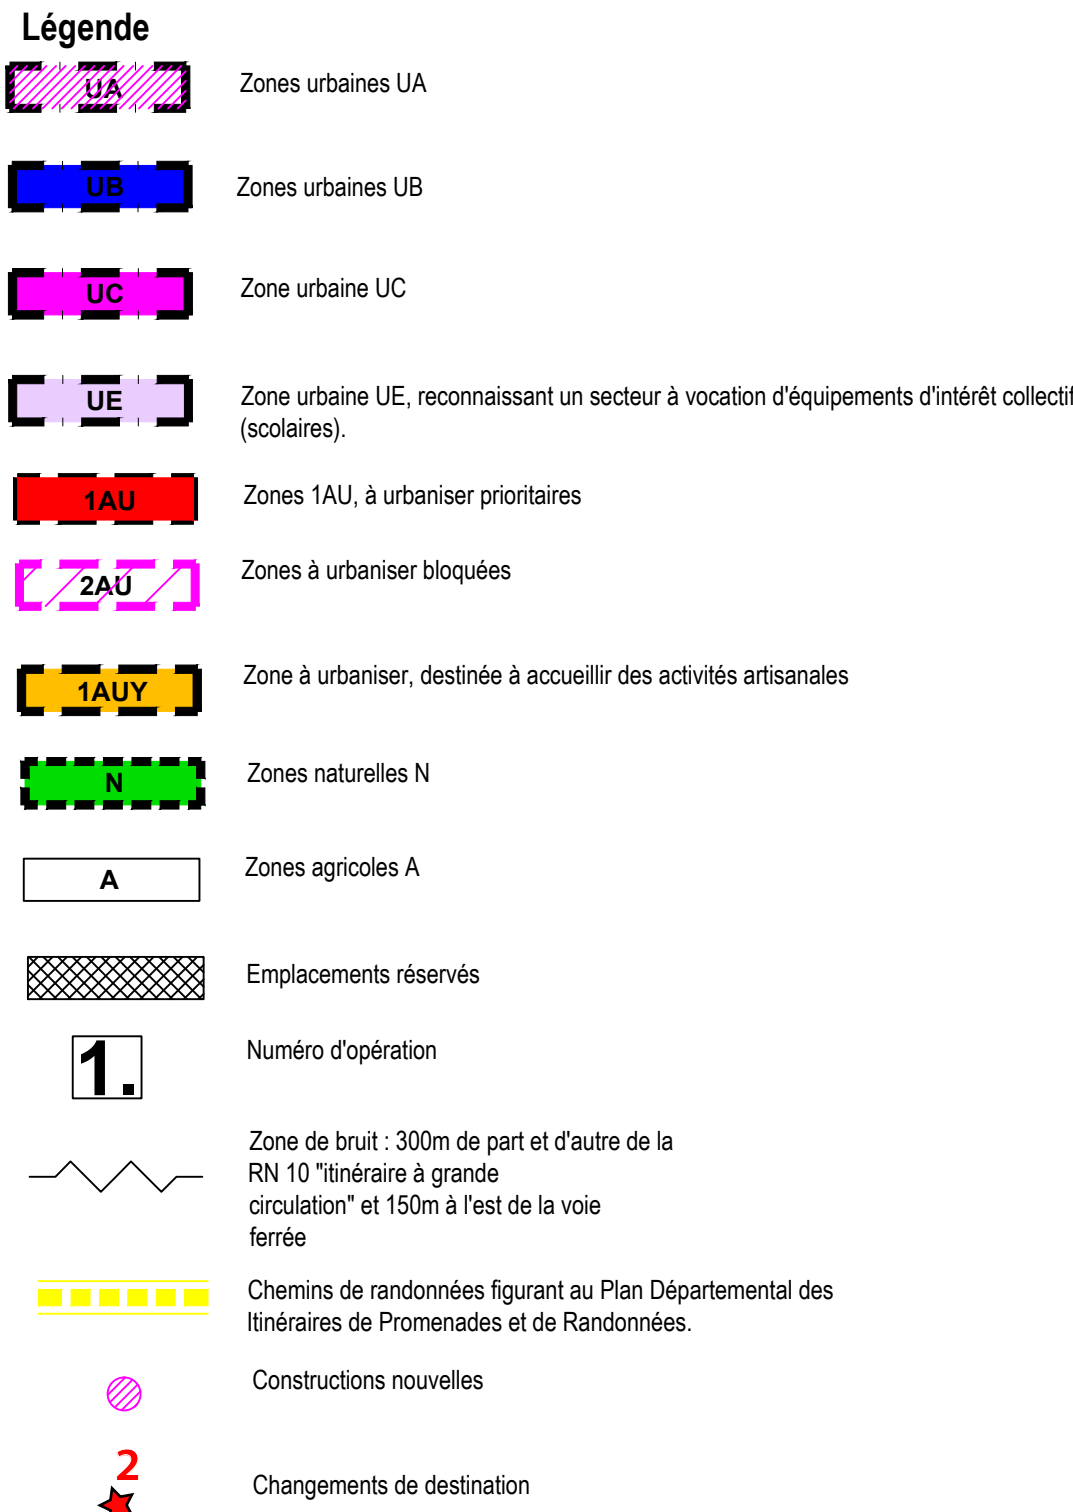 Légende
UA
Zones urbaines UA
UB
Zones urbaines UB
UC
Zone urbaine UC
UE
Zone urbaine UE, reconnaissant un secteur à vocation d'équipements d'intérêt collectif
(scolaires).
1AU
Zones 1AU, à urbaniser prioritaires
2AU
Zones à urbaniser bloquées
1AUY
Zone à urbaniser, destinée à accueillir des activités artisanales
N
Zones naturelles N
A
Zones agricoles A
Emplacements réservés
1.
Numéro d'opération
Zone de bruit : 300m de part et d'autre de la
RN 10 "itinéraire à grande
circulation" et 150m à l'est de la voie
ferrée
Chemins de randonnées figurant au Plan Départemental des
Itinéraires de Promenades et de Randonnées.
Constructions nouvelles
2
Changements de destination